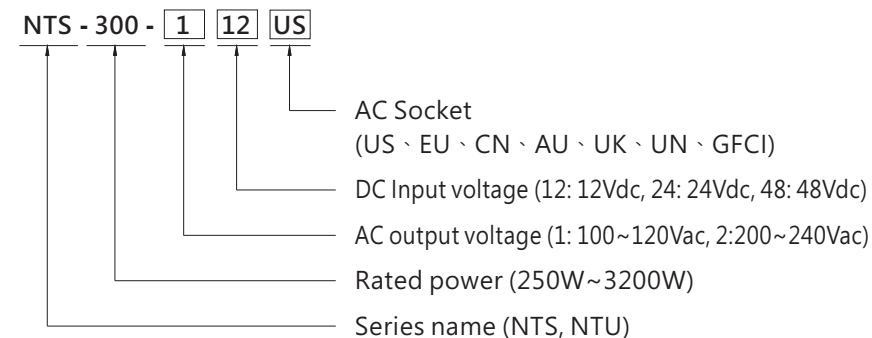 NTS - 300 - 1 12 US
AC Socket
(US、EU、CN、AU、UK、UN、GFCI)
DC Input voltage (12: 12Vdc, 24: 24Vdc, 48: 48Vdc)
AC output voltage (1: 100~120Vac, 2:200~240Vac)
Rated power (250W~3200W)
Series name (NTS, NTU)